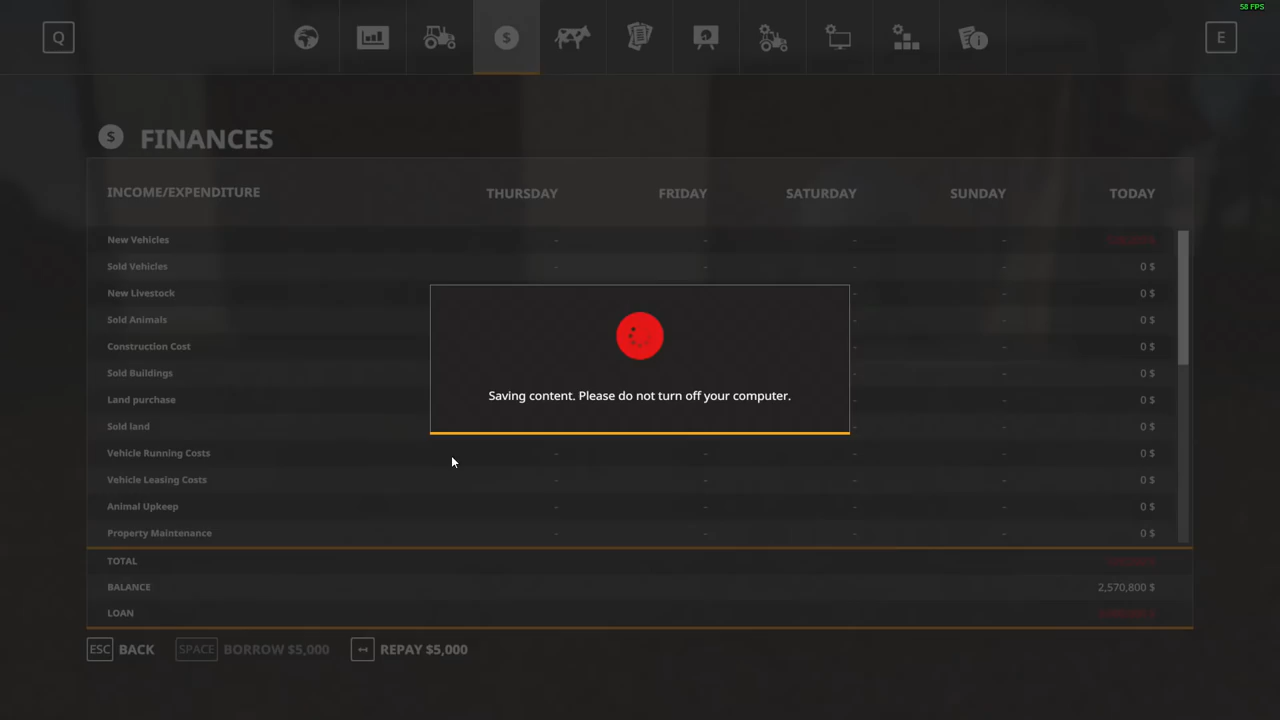 58 FPS
Q
E
FINANCES
INCOME/EXPENDITURE THURSDAY FRIDAY SATURDAY SUNDAY TODAY
New Vehicles - - - -
Sold Vehicles - - - - 0 $
New Livestock - 0 $
Sold Animals - 0 $
Construction Cost - - 0 $
Sold Buildings - - 0 $
Land purchase - - 0 $
Sold land - - 0 $
Vehicle Running Costs - - - - 0 $
Vehicle Leasing Costs - - - - 0 $
Animal Upkeep - - - - 0 $
Property Maintenance - - - - 0 $
Saving content. Please do not turn off your computer.
TOTAL
BALANCE 2,570,800 $
LOAN
ESC BACK SPACE BORROW $5,000 REPAY $5,000